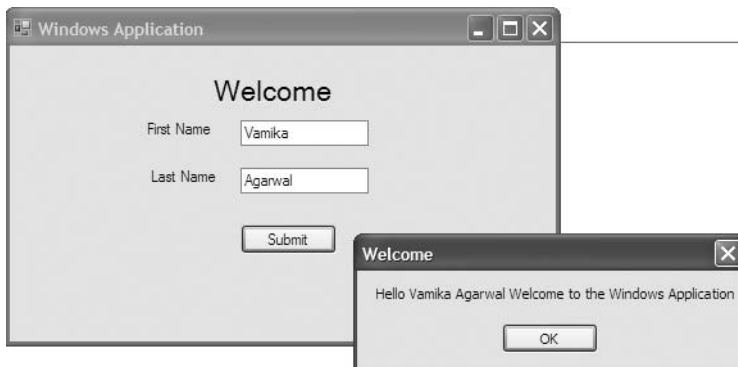 Windows Application
Welcome
First Name
Vamika
Last Name
Agarwal
Submit
Welcome
Hello Vamika Agarwal Welcome to the Windows Application
OK